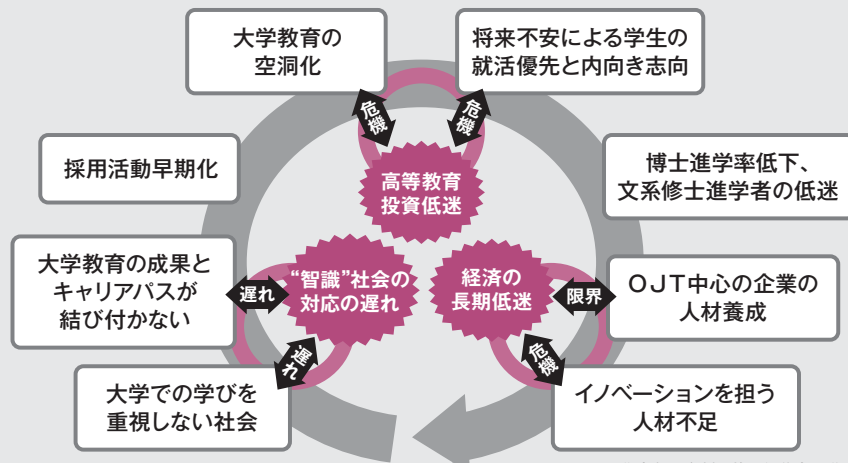 大学教育の
空洞化
将来不安による学生の
就活優先と内向き志向
危機
危機
採用活動早期化
高等教育
投資低迷
博士進学率低下、
文系修士進学者の低迷
大学教育の成果と
キャリアパスが
結び付かない
遅れ
“智識”社会の
対応の遅れ
経済の
長期低迷
限界
OJT中心の企業の
人材養成
遅れ
危機
大学での学びを
重視しない社会
イノベーションを担う
人材不足